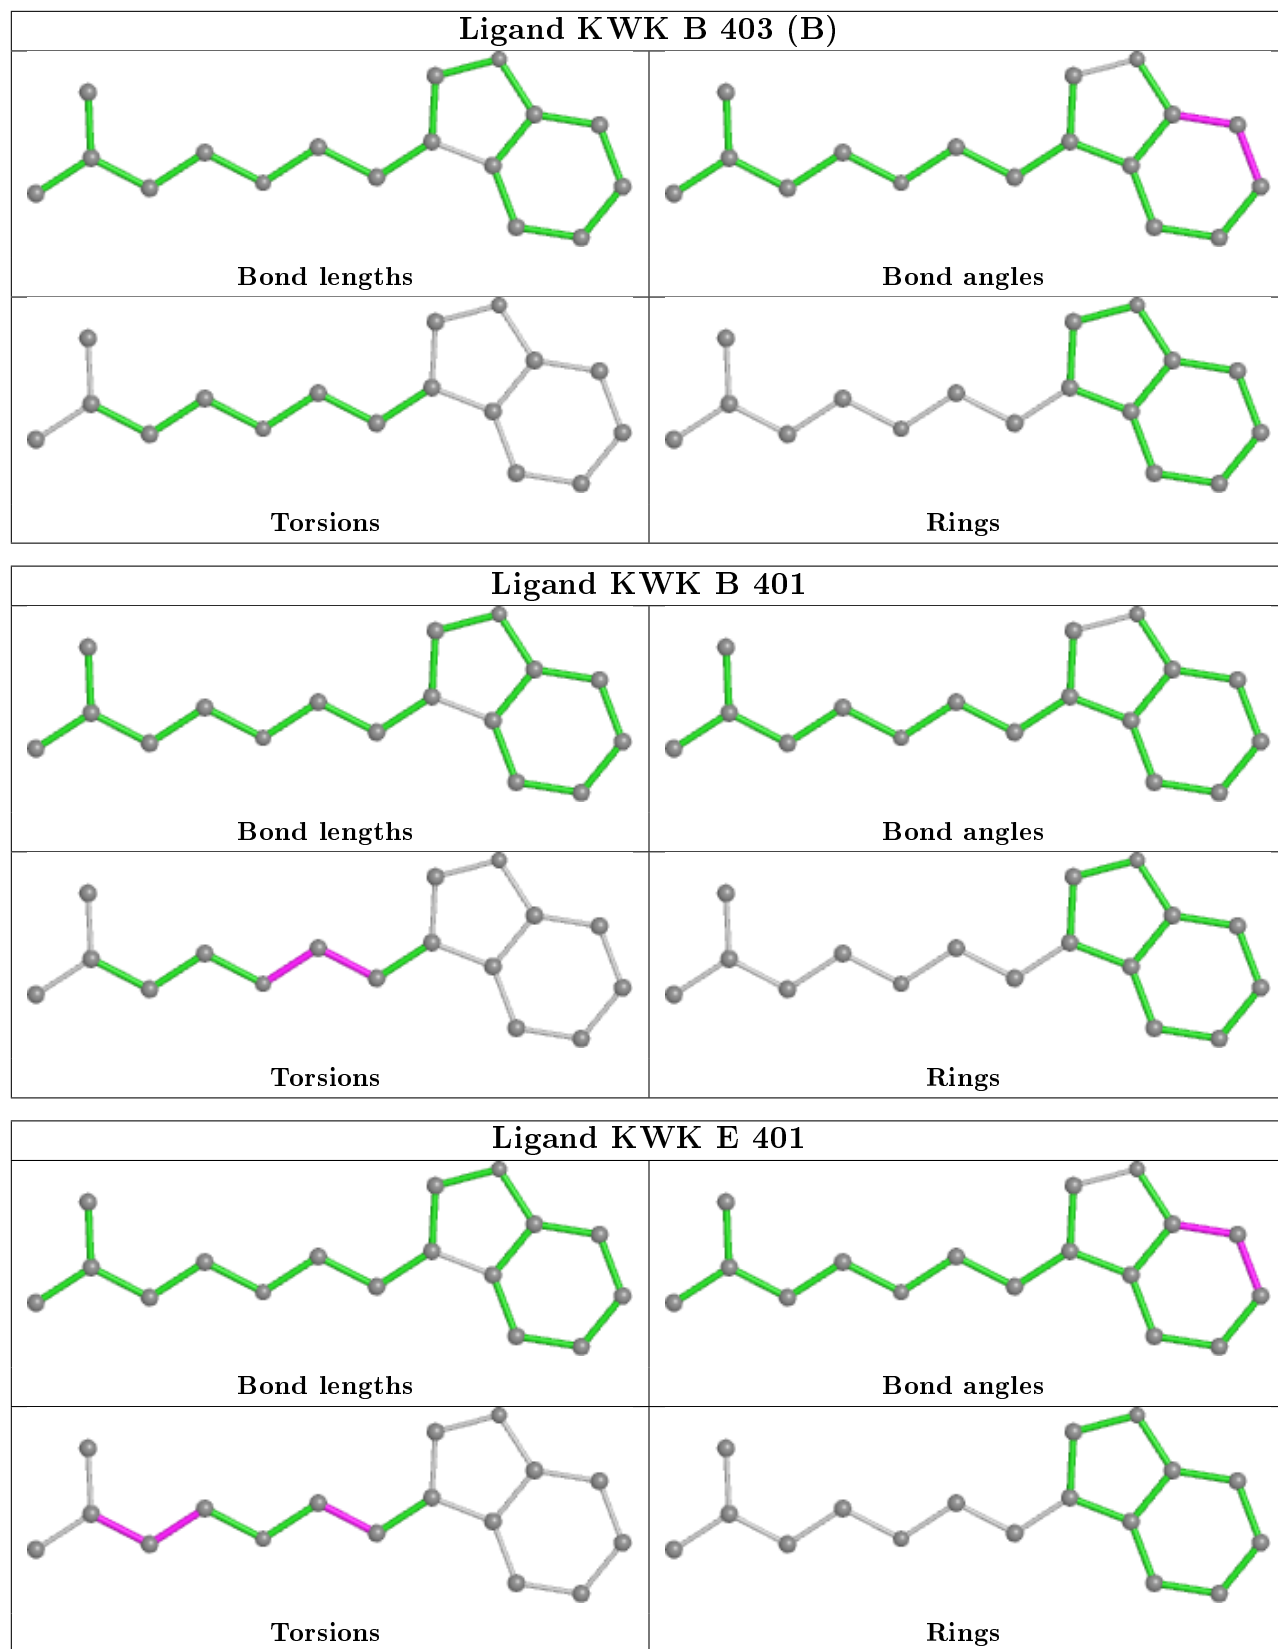 Ligand KWK B 403 (B)
Bond lengths
Bond angles
Torsions
Rings
Ligand KWK B 401
Bond lengths
Bond angles
Torsions
Rings
Ligand KWK E 401
Bond lengths
Bond angles
Torsions
Rings